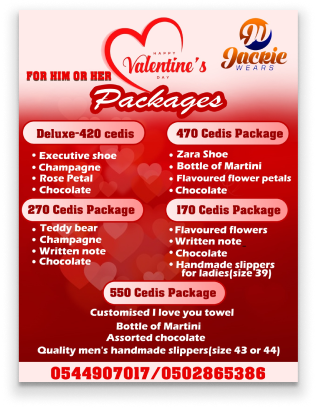 HAPPY
Valentine's
DAY
JW
Jackie
WEARS
FOR HIM OR HER
Packages
Deluxe-420 cedis
• Executive shoe
• Champagne
• Rose Petal
• Chocolate
470 Cedis Package
• Zara Shoe
• Bottle of Martini
• Flavoured flower petals
• Chocolate
270 Cedis Package
• Teddy bear
• Champagne
• Written note
• Chocolate
170 Cedis Package
• Flavoured flowers
• Written note
• Chocolate
• Handmade slippers
for ladies(size 39)
550 Cedis Package
Customised I love you towel
Bottle of Martini
Assorted chocolate
Quality men's handmade slippers(size 43 or 44)
0544907017/0502865386